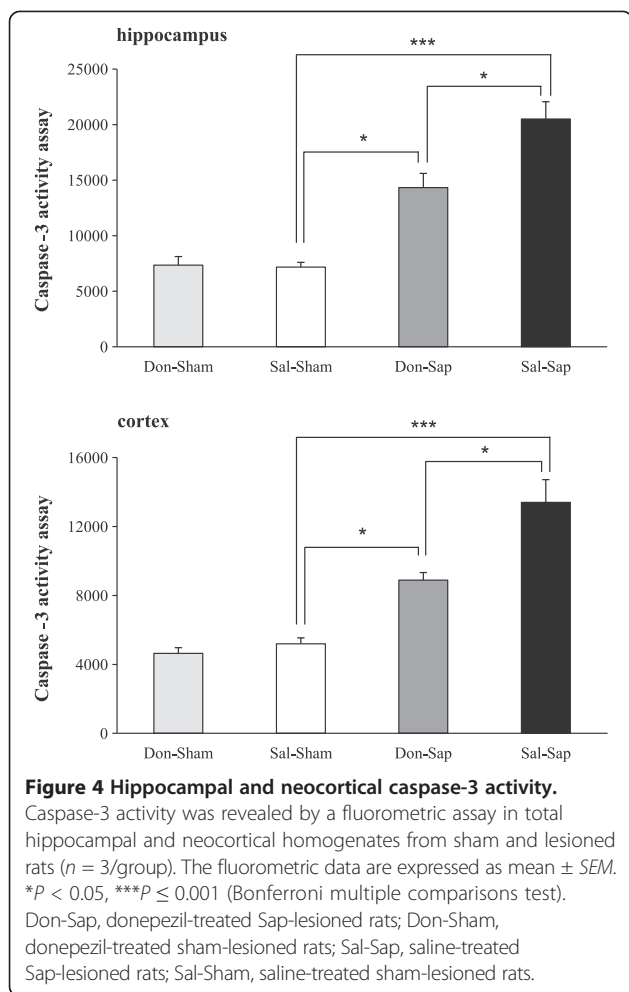 hippocampus
***
25000
*
20000
*
15000
10000
5000
0
Caspase-3 activity assay
Don-Sham Sal-Sham Don-Sap Sal-Sap
cortex
***
16000
*
12000
*
8000
4000
0
Caspase -3 activity assay
Don-Sham Sal-Sham Don-Sap Sal-Sap
Figure 4 Hippocampal and neocortical caspase-3 activity.
Caspase-3 activity was revealed by a fluorometric assay in total
hippocampal and neocortical homogenates from sham and lesioned
rats (n = 3/group). The fluorometric data are expressed as mean ± SEM.
*P < 0.05, ***P ≤ 0.001 (Bonferroni multiple comparisons test).
Don-Sap, donepezil-treated Sap-lesioned rats; Don-Sham,
donepezil-treated sham-lesioned rats; Sal-Sap, saline-treated
Sap-lesioned rats; Sal-Sham, saline-treated sham-lesioned rats.